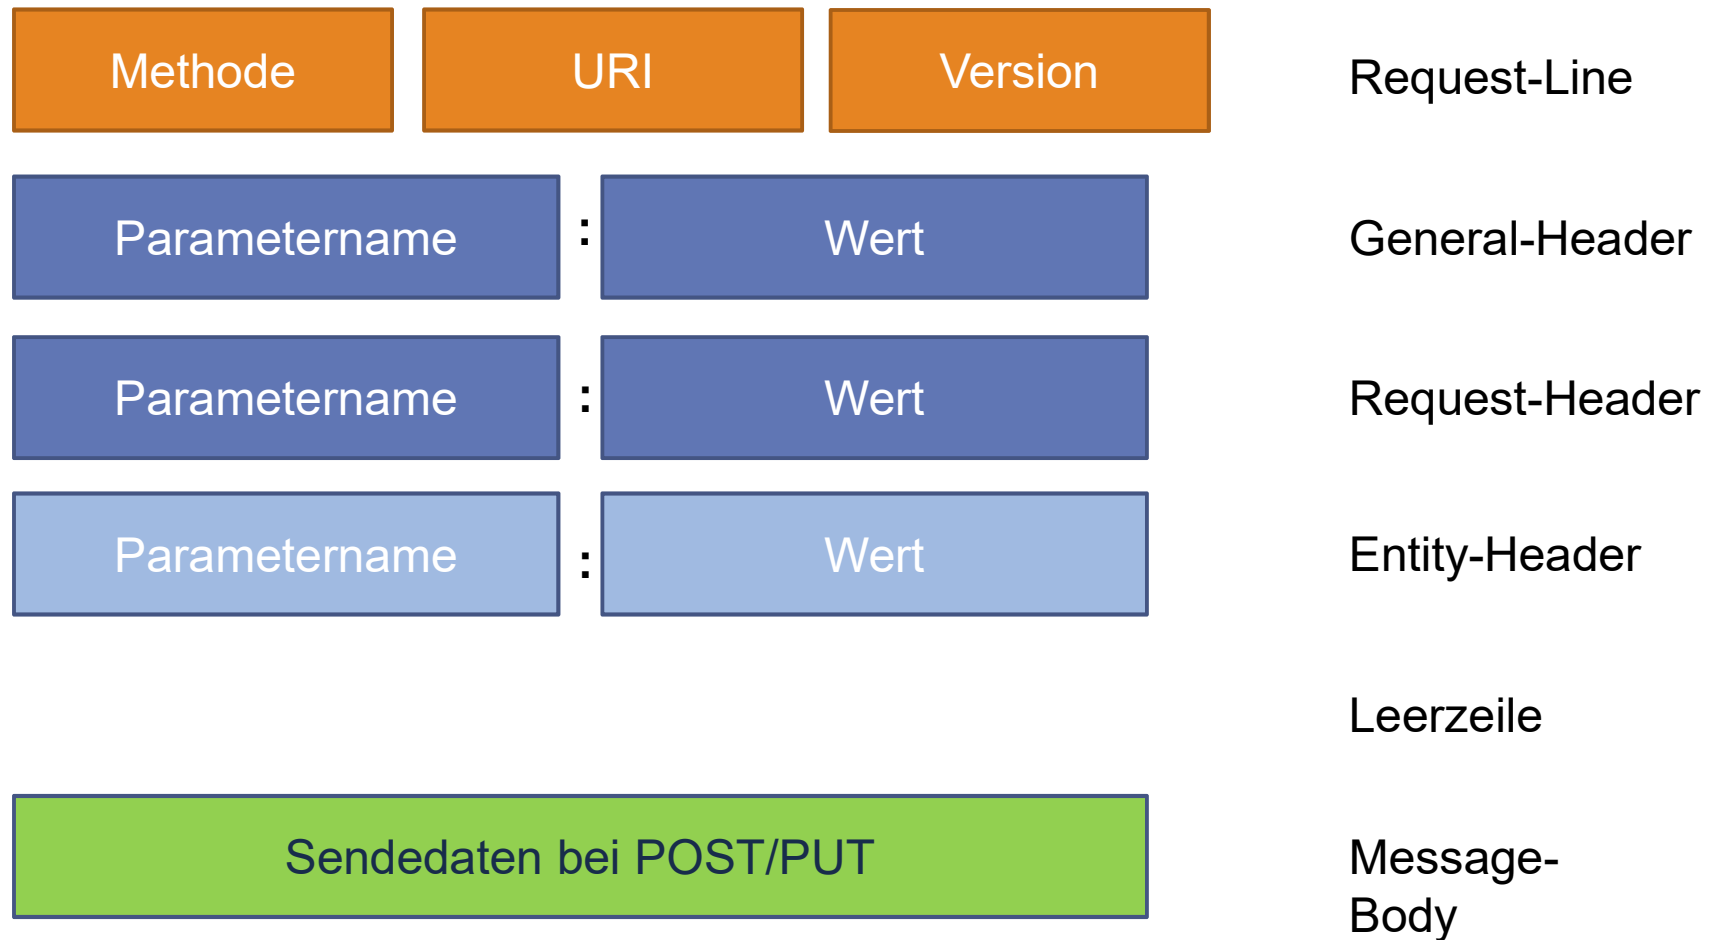 Methode URI Version Request-Line
Parametername : Wert General-Header
Parametername : Wert Request-Header
Parametername : Wert Entity-Header
Leerzeile
Sendedaten bei POST/PUT Message-
Body